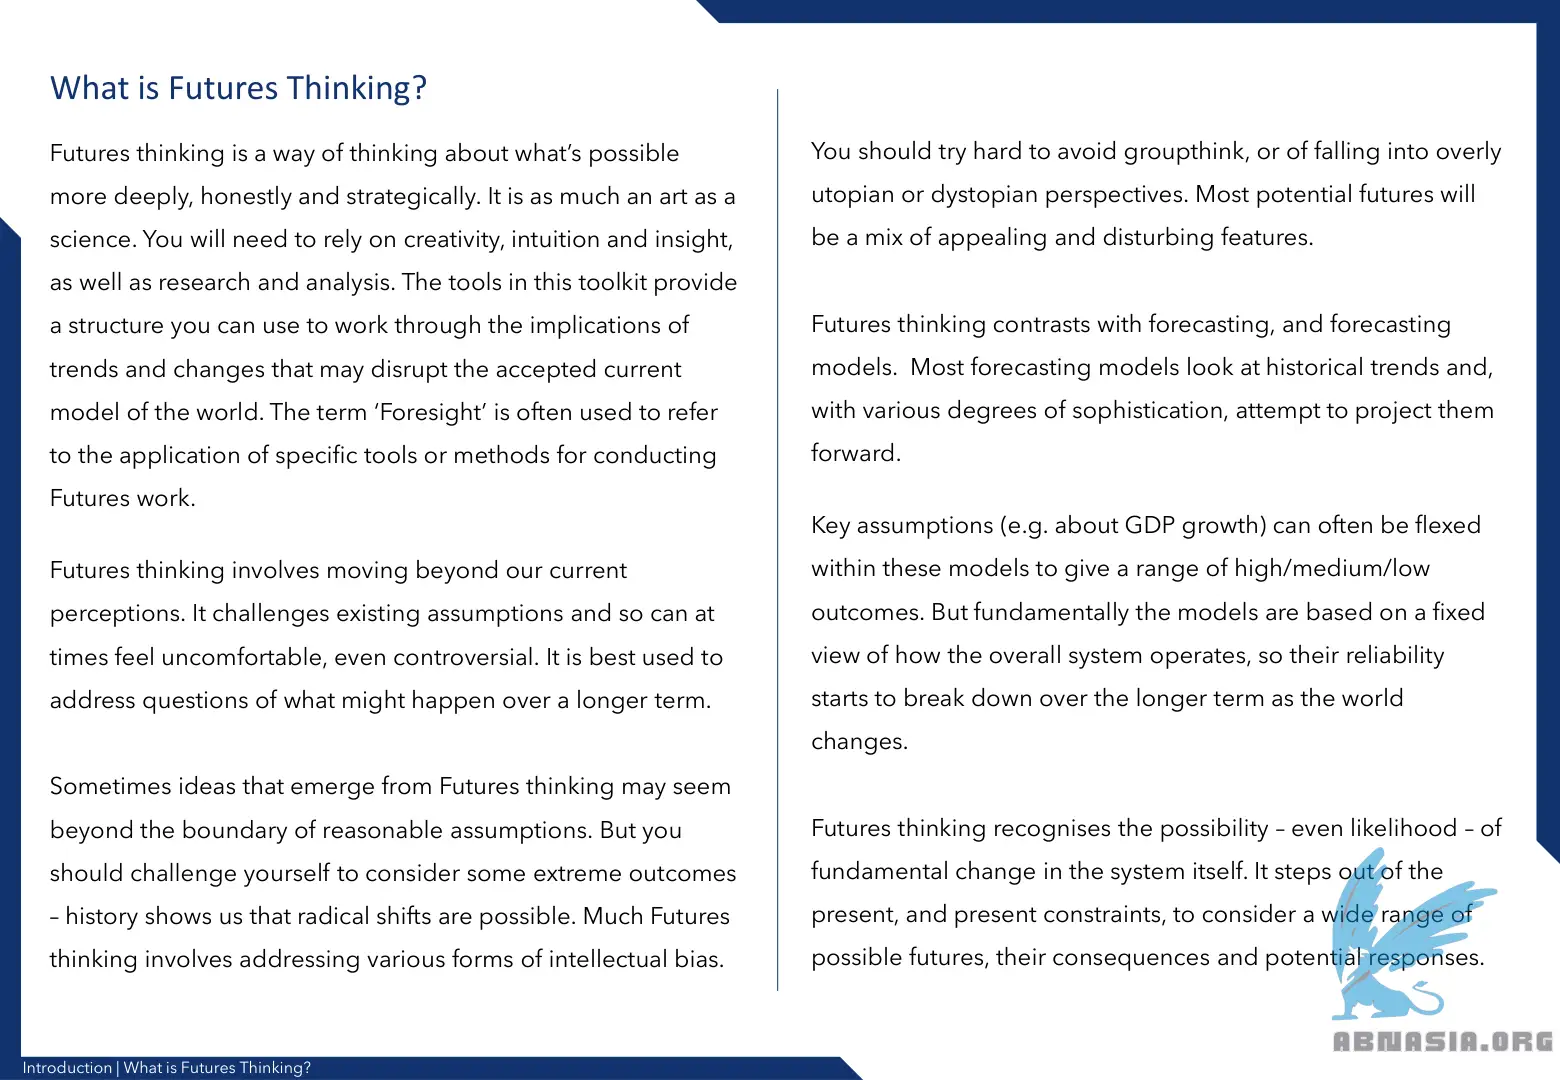 What is Futures Thinking?
Futures thinking is a way of thinking about what’s possible
more deeply, honestly and strategically. It is as much an art as a
science. You will need to rely on creativity, intuition and insight,
as well as research and analysis. The tools in this toolkit provide
a structure you can use to work through the implications of
trends and changes that may disrupt the accepted current
model of the world. The term ‘Foresight’ is often used to refer
to the application of specific tools or methods for conducting
Futures work.
Futures thinking involves moving beyond our current
perceptions. It challenges existing assumptions and so can at
times feel uncomfortable, even controversial. It is best used to
address questions of what might happen over a longer term.
Sometimes ideas that emerge from Futures thinking may seem
beyond the boundary of reasonable assumptions. But you
should challenge yourself to consider some extreme outcomes
– history shows us that radical shifts are possible. Much Futures
thinking involves addressing various forms of intellectual bias.
You should try hard to avoid groupthink, or of falling into overly
utopian or dystopian perspectives. Most potential futures will
be a mix of appealing and disturbing features.
Futures thinking contrasts with forecasting, and forecasting
models.  Most forecasting models look at historical trends and,
with various degrees of sophistication, attempt to project them
forward.
Key assumptions (e.g. about GDP growth) can often be flexed
within these models to give a range of high/medium/low
outcomes. But fundamentally the models are based on a fixed
view of how the overall system operates, so their reliability
starts to break down over the longer term as the world
changes.
Futures thinking recognises the possibility – even likelihood – of
fundamental change in the system itself. It steps out of the
present, and present constraints, to consider a wide range of
possible futures, their consequences and potential responses.
ABNASIA.ORG
Introduction | What is Futures Thinking?